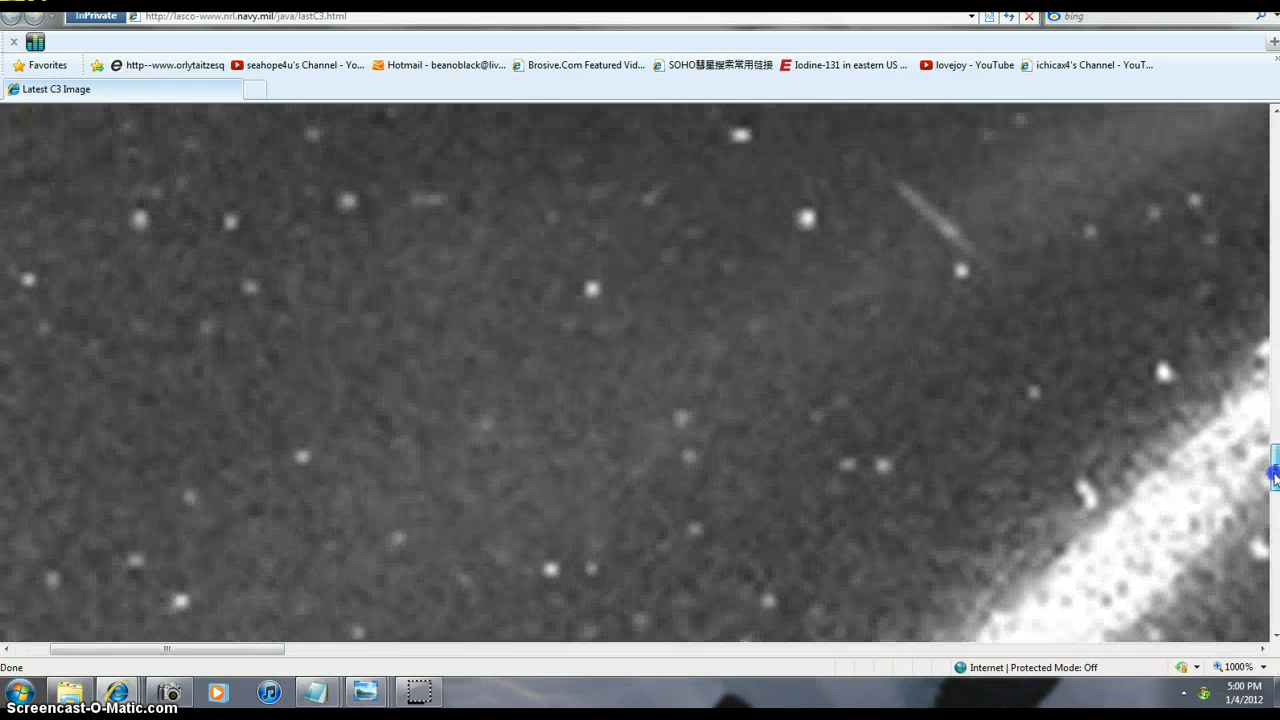 InPrivate
http://lasco-www.nrl.navy.mil/java/lastC3.html
bing
Favorites
http--www.orlytaitzesq
seahope4u's Channel - Yo...
Hotmail - beanoblack@liv...
Brosive.Com Featured Vid...
SOHO彗星搜索常用链接
Iodine-131 in eastern US ...
lovejoy - YouTube
ichicax4's Channel - YouT...
Latest C3 Image
Done
Internet | Protected Mode: Off
1000%
5:00 PM
1/4/2012
Screencast-O-Matic.com